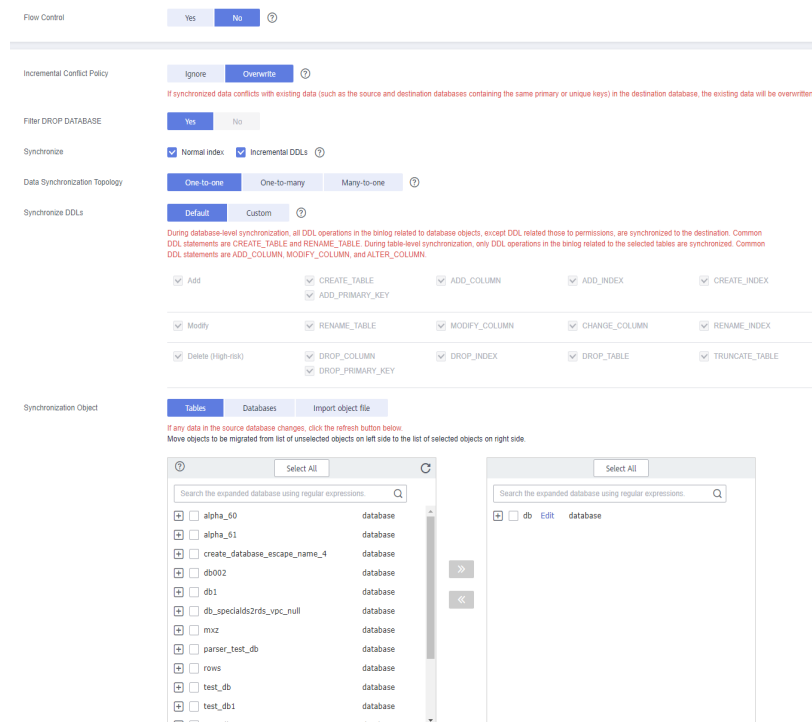 Flow Control
Yes No ?
Incremental Conflict Policy
Ignore Overwrite ?
If synchronized data conflicts with existing data (such as the source and destination databases containing the same primary or unique keys) in the destination database, the existing data will be overwritten
Filter DROP DATABASE
Yes No
Synchronize
Normal index Incremental DDLs ?
Data Synchronization Topology
One-to-one One-to-many Many-to-one ?
Synchronize DDLs
Default Custom ?
During database-level synchronization, all DDL operations in the binlog related to database objects, except DDL related those to permissions, are synchronized to the destination. Common
DDL statements are CREATE_TABLE and RENAME_TABLE. During table-level synchronization, only DDL operations in the binlog related to the selected tables are synchronized. Common
DDL statements are ADD_COLUMN, MODIFY_COLUMN, and ALTER_COLUMN.
Add CREATE_TABLE ADD_COLUMN ADD_INDEX CREATE_INDEX
ADD_PRIMARY_KEY
Modify RENAME_TABLE MODIFY_COLUMN CHANGE_COLUMN RENAME_INDEX
Delete (High-risk) DROP_COLUMN DROP_INDEX DROP_TABLE TRUNCATE_TABLE
DROP_PRIMARY_KEY
Synchronization Object
Tables Databases Import object file
If any data in the source database changes, click the refresh button below.
Move objects to be migrated from list of unselected objects on left side to the list of selected objects on right side.
? Select All
Search the expanded database using regular expressions.
alpha_60 database
alpha_61 database
create_database_escape_name_4 database
db002 database
db1 database
db_specialds2rds_vpc_null database
mxz database
parser_test_db database
rows database
test_db database
test_db1 database
Select All
Search the expanded database using regular expressions.
db Edit database